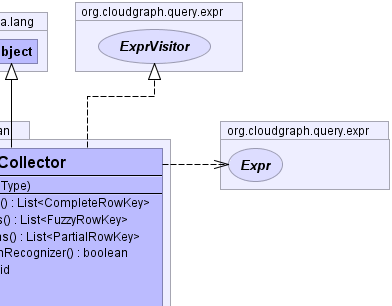 org.cloudgraph.query.expr
a.lang
bject
ExprVisitor
an
org.cloudgraph.query.expr
Collector
Expr
Type)
() : List<CompleteRowKey>
s() : List<FuzzyRowKey>
ns() : List<PartialRowKey>
nRecognizer() : boolean
id